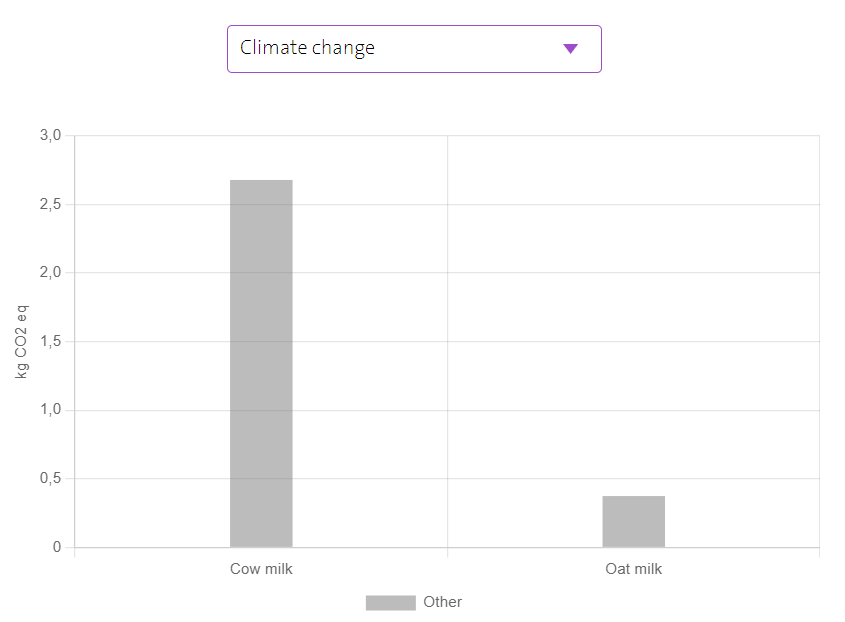 Climate change
3,0
2,5
2,0
1,5
1,0
0,5
0
kg CO2 eq
Cow milk
Oat milk
Other